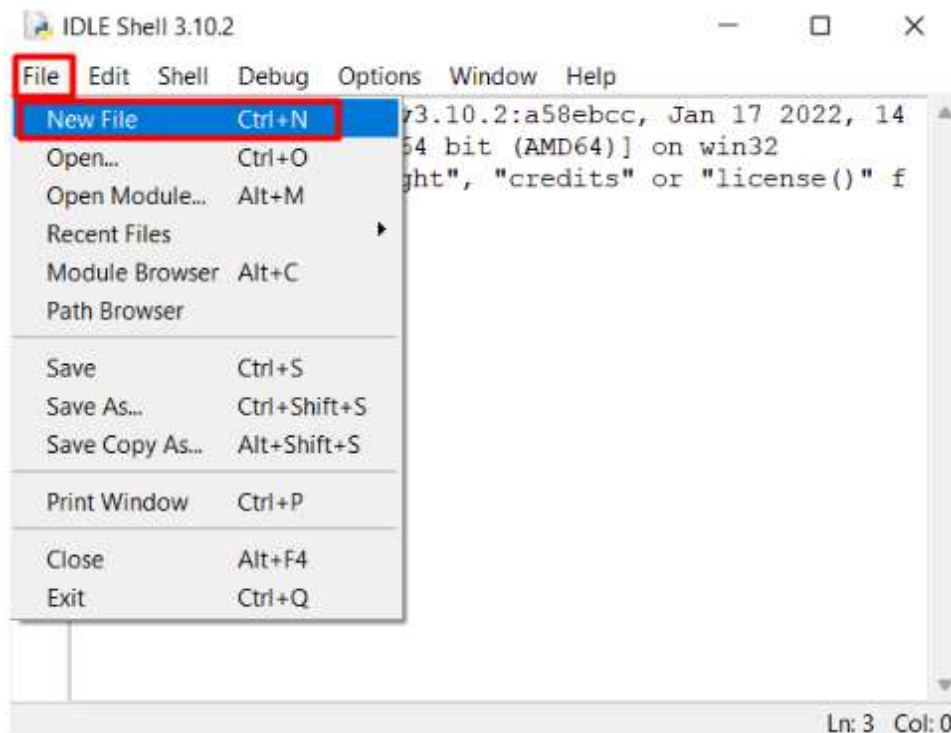 IDLE Shell 3.10.2
File Edit Shell Debug Options Window Help
New File Ctrl+N
Open... Ctrl+O
Open Module... Alt+M
Recent Files
Module Browser Alt+C
Path Browser
Save Ctrl+S
Save As... Ctrl+Shift+S
Save Copy As... Alt+Shift+S
Print Window Ctrl+P
Close Alt+F4
Exit Ctrl+Q
3.10.2:a58ebcc, Jan 17 2022, 14
64 bit (AMD64)] on win32
ght", "credits" or "license()" f
Ln: 3 Col: 0